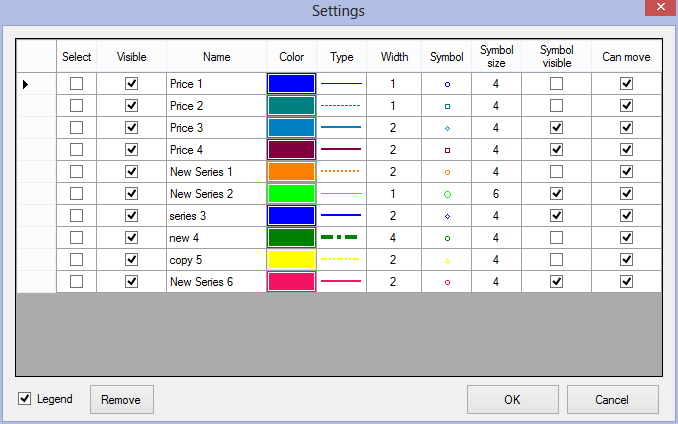 Settings
Select Visible Name Color Type Width Symbol Symbol size Symbol visible Can move
Price 1 1 4
Price 2 1 4
Price 3 2 4
Price 4 2 4
New Series 1 2 4
New Series 2 1 6
series 3 2 4
new 4 4 4
copy 5 2 4
New Series 6 2 4
Legend Remove OK Cancel